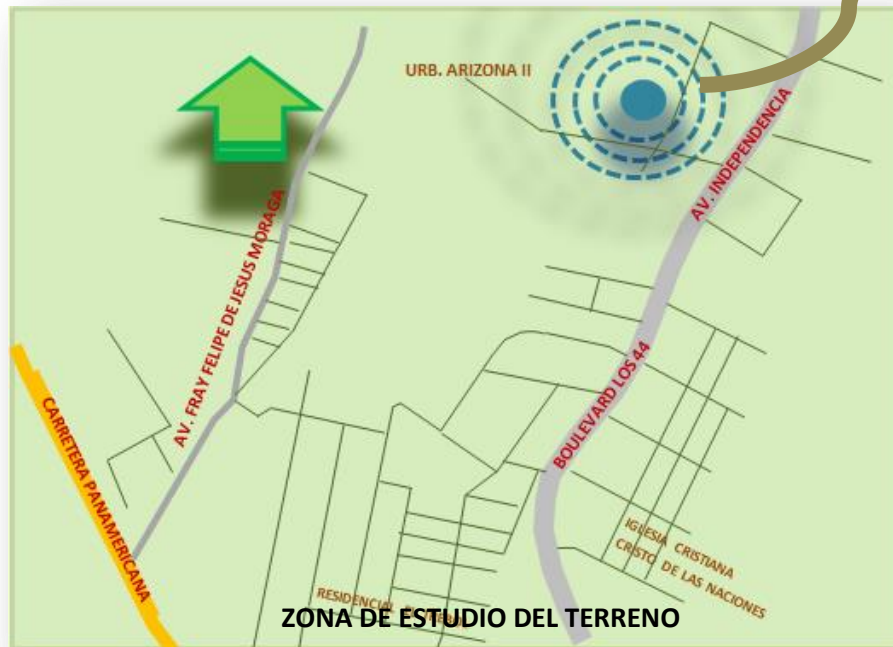 URB. ARIZONA II
AV. INDEPENDENCIA
AV. FRAY FELIPE DE JESUS MORAGA
BOULEVARD LOS 44
CARRETERA PANAMERICANA
IGLESIA CRISTIANA
CRISTO DE LAS NACIONES
RESIDENCIAL
ZONA DE ESTUDIO DEL TERRENO